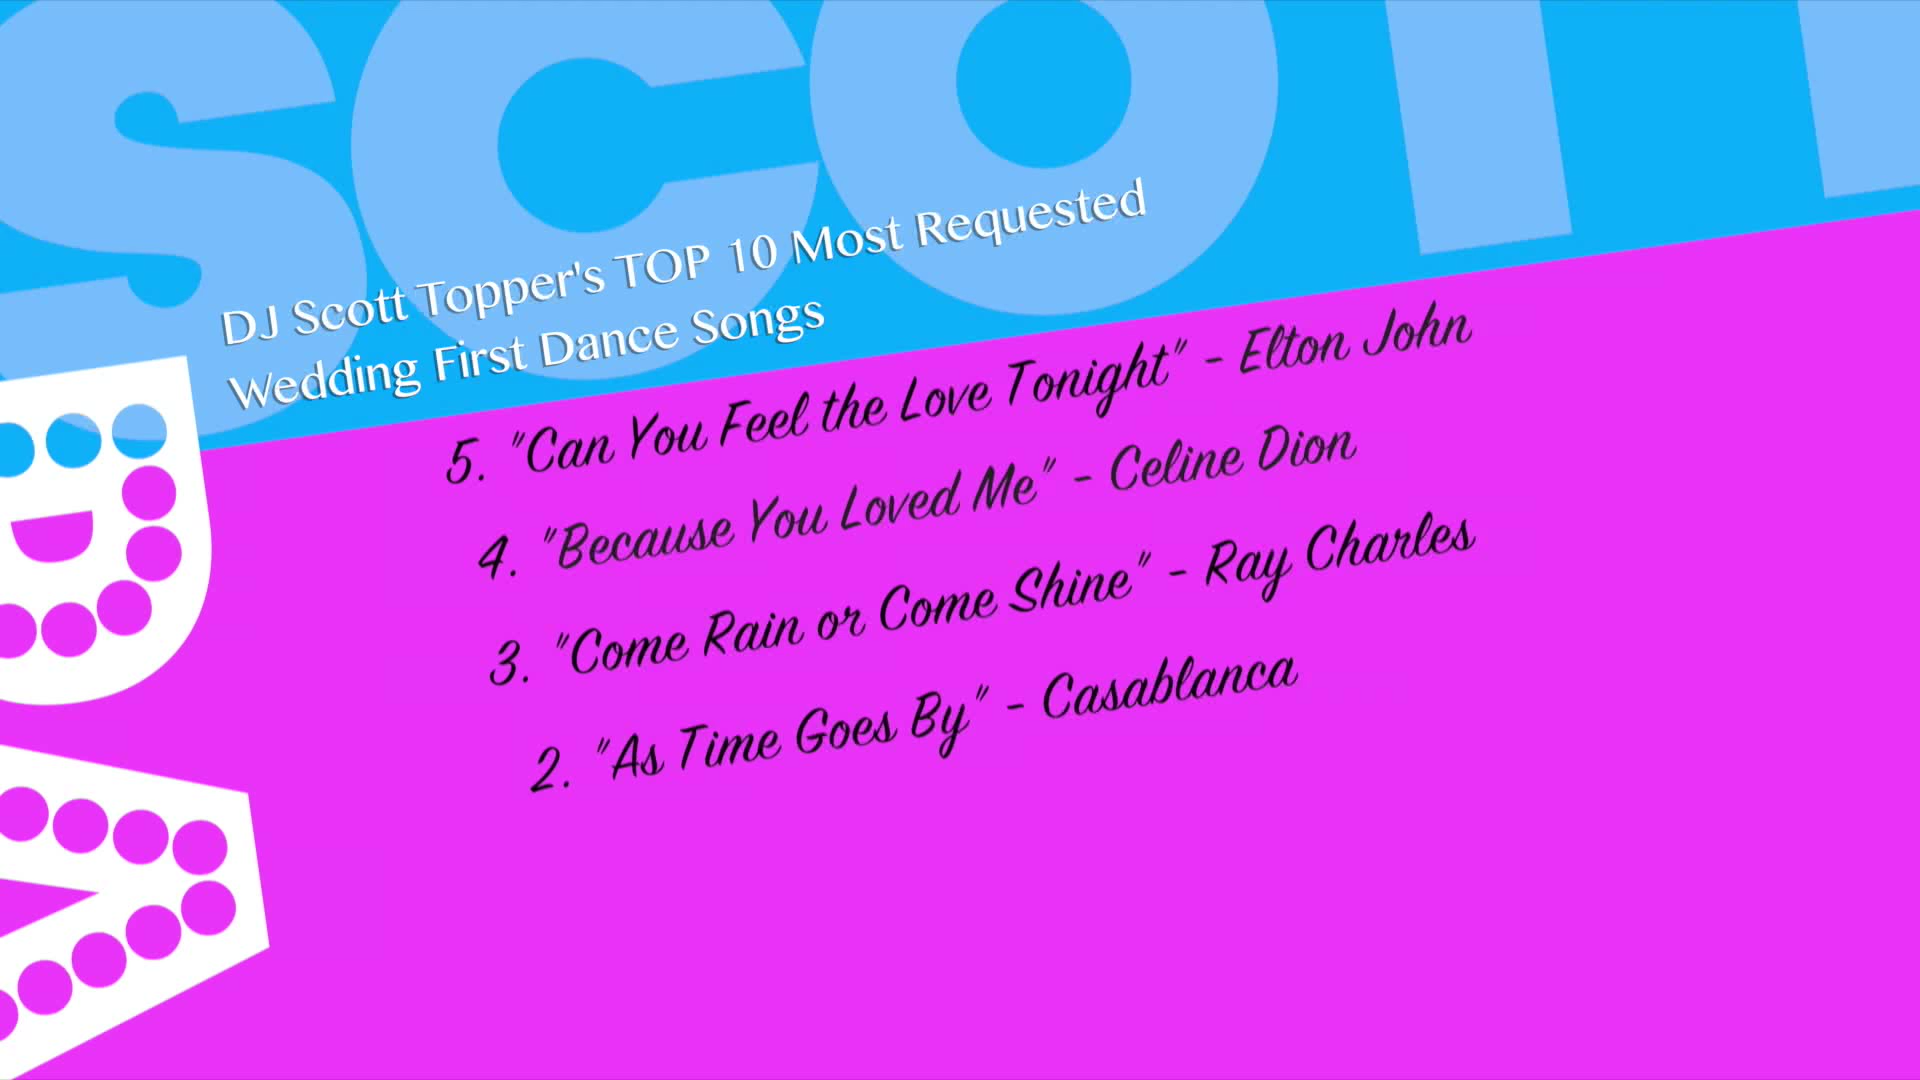 SCOTT
DJ Scott Topper's TOP 10 Most Requested
Wedding First Dance Songs
5. "Can You Feel the Love Tonight" - Elton John
4. "Because You Loved Me" - Celine Dion
3. "Come Rain or Come Shine" - Ray Charles
2. "As Time Goes By" - Casablanca